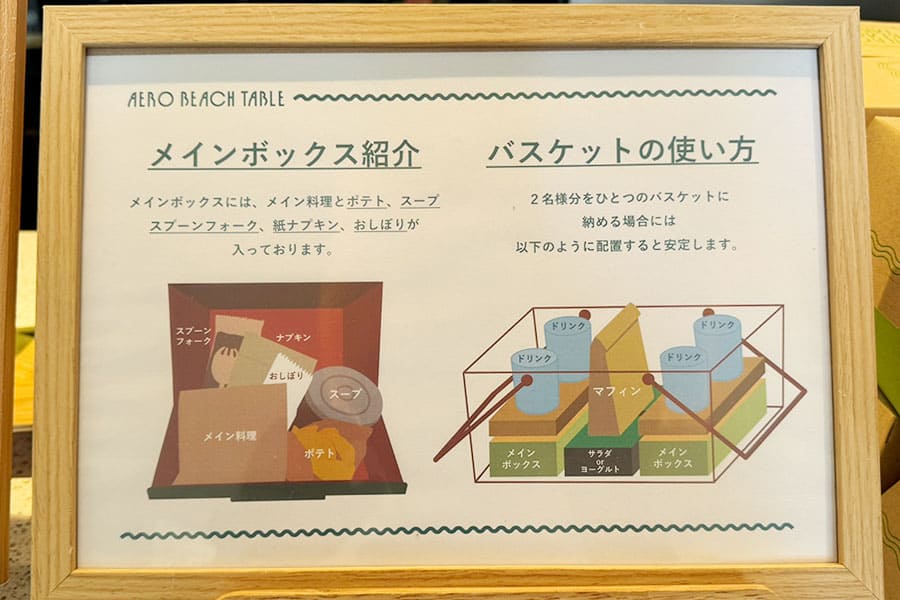 AERO BEACH TABLE
メインボックス紹介
メインボックスには、メイン料理とポテト、スープ
スプーンフォーク、紙ナプキン、おしぼりが
入っております。
スプーン
フォーク
ナプキン
おしぼり
スープ
メイン料理
ポテト
バスケットの使い方
2名様分をひとつのバスケットに
納める場合には
以下のように配置すると安定します。
ドリンク
ドリンク
ドリンク
ドリンク
マフィン
メイン
ボックス
サラダ
or
ヨーグルト
メイン
ボックス